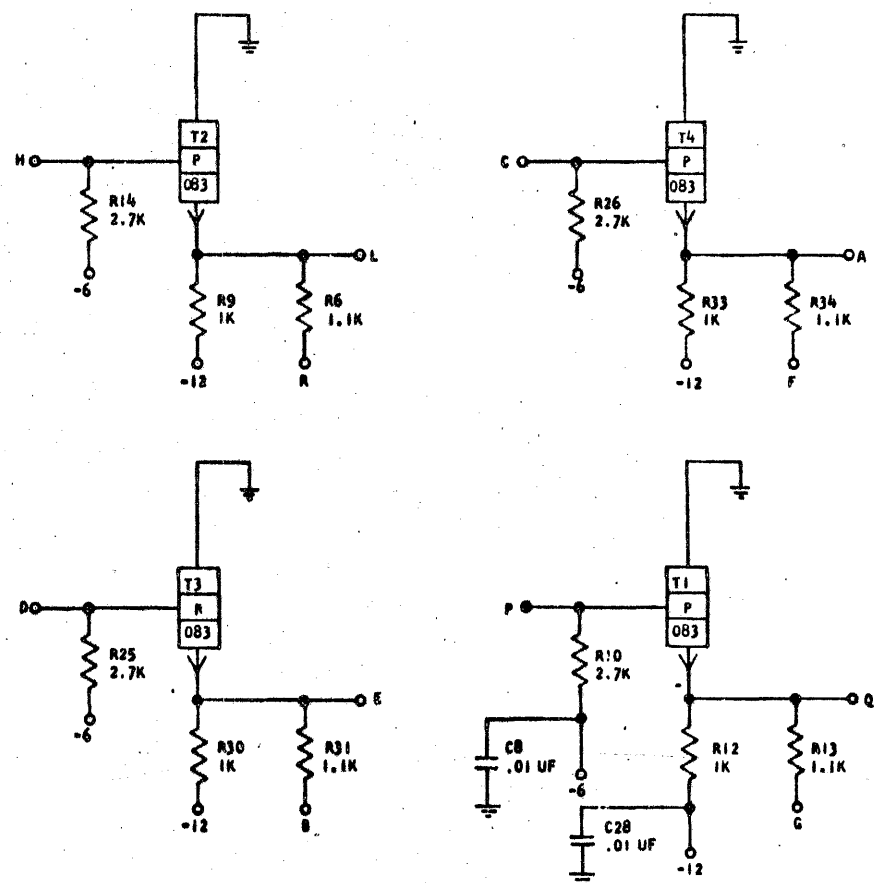 T2
P
083
H
R14
2.7K
-6
L
R9
1K
R6
1.1K
-12
R
T4
P
083
C
R26
2.7K
-6
A
R33
1K
R34
1.1K
-12
F
T3
083
D
R25
2.7K
-6
E
R30
1K
R31
1.1K
-12
B
T1
P
083
P
R10
2.7K
C8
.01 UF
-6
Q
R12
1K
R13
1.1K
G
C28
.01 UF
-12